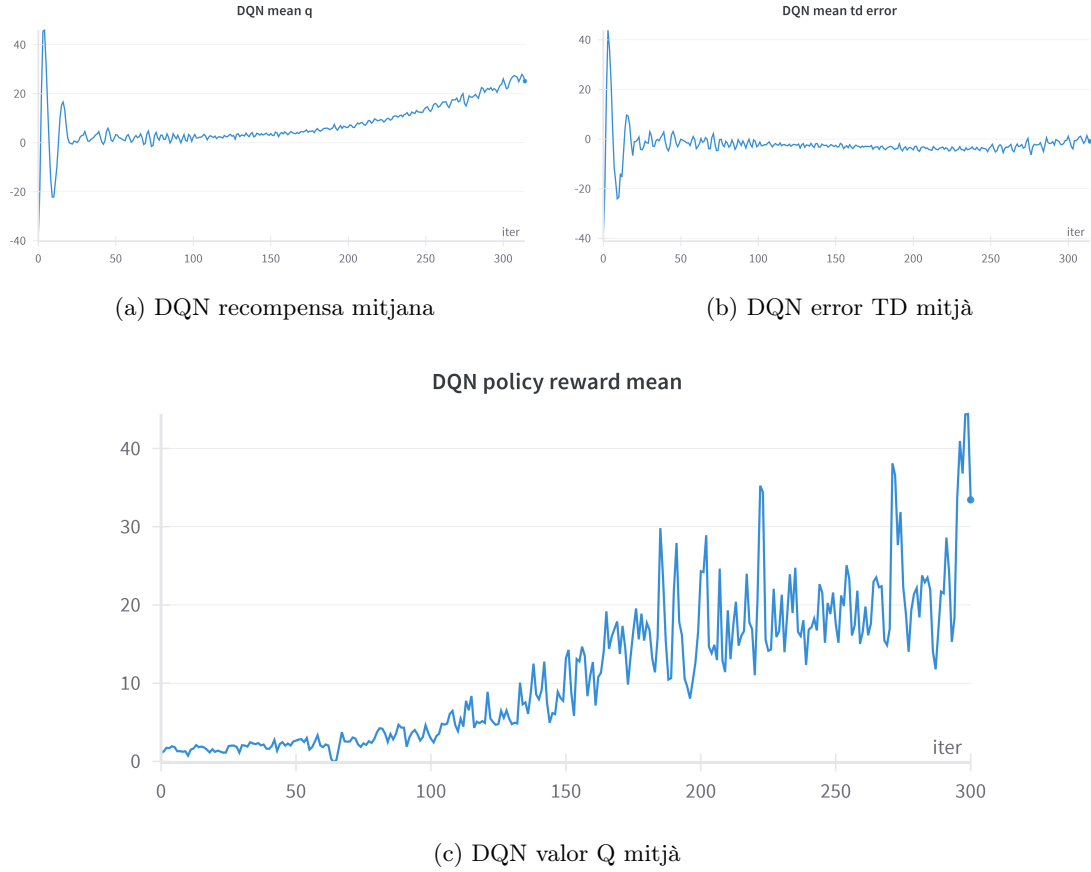 DQN mean q
40
20
0
-20
-40
0 50 100 150 200 250 300
iter
(a) DQN recompensa mitjana
DQN mean td error
40
20
0
-20
-40
0 50 100 150 200 250 300
iter
(b) DQN error TD mitjà
DQN policy reward mean
40
30
20
10
0
0 50 100 150 200 250 300
iter
(c) DQN valor Q mitjà